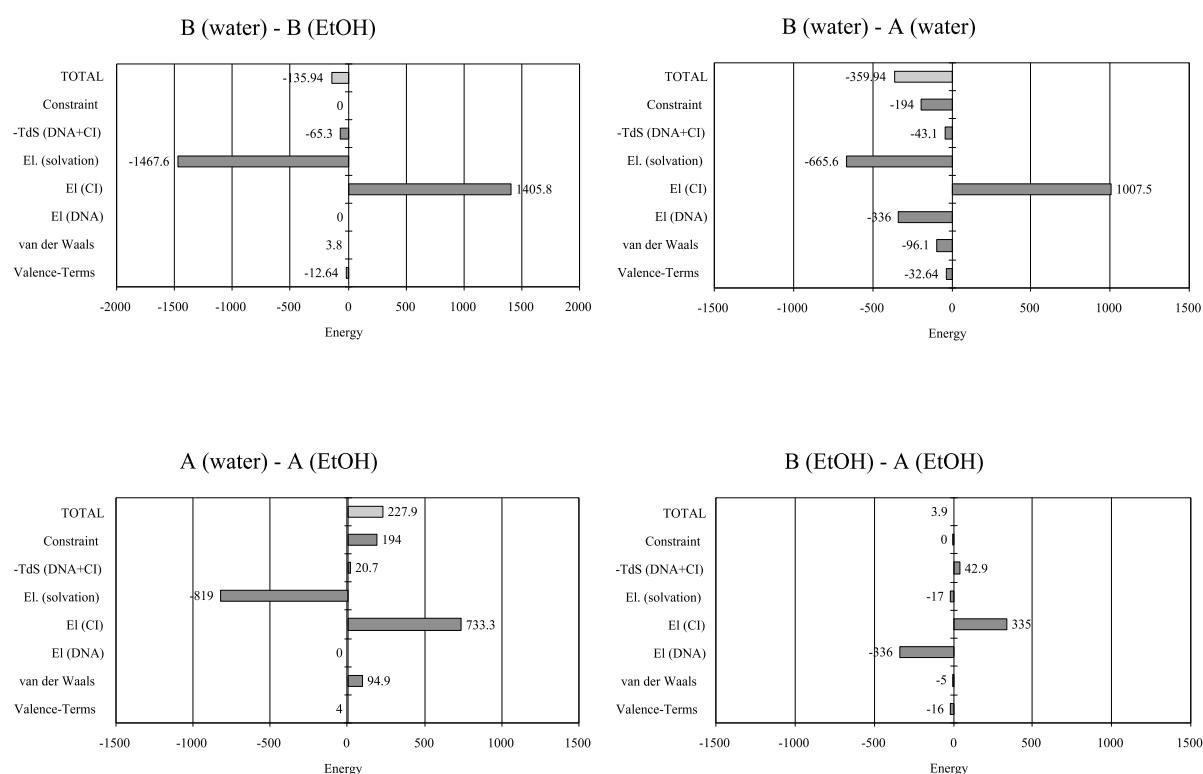 B (water) - B (EtOH)
TOTAL -135.94
Constraint 0
-TdS (DNA+CI) -65.3
El. (solvation) -1467.6
El (CI) 1405.8
El (DNA) 0
van der Waals 3.8
Valence-Terms -12.64
-2000 -1500 -1000 -500 0 500 1000 1500 2000
Energy
B (water) - A (water)
TOTAL -359.94
Constraint -194
-TdS (DNA+CI) -43.1
El. (solvation) -665.6
El (CI) 1007.5
El (DNA) -336
van der Waals -96.1
Valence-Terms -32.64
-1500 -1000 -500 0 500 1000 1500
Energy
A (water) - A (EtOH)
TOTAL 227.9
Constraint 194
-TdS (DNA+CI) 20.7
El. (solvation) -819
El (CI) 733.3
El (DNA) 0
van der Waals 94.9
Valence-Terms 4
-1500 -1000 -500 0 500 1000 1500
Energy
B (EtOH) - A (EtOH)
TOTAL 3.9
Constraint 0
-TdS (DNA+CI) 42.9
El. (solvation) -17
El (CI) 335
El (DNA) -336
van der Waals -5
Valence-Terms -16
-1500 -1000 -500 0 500 1000 1500
Energy